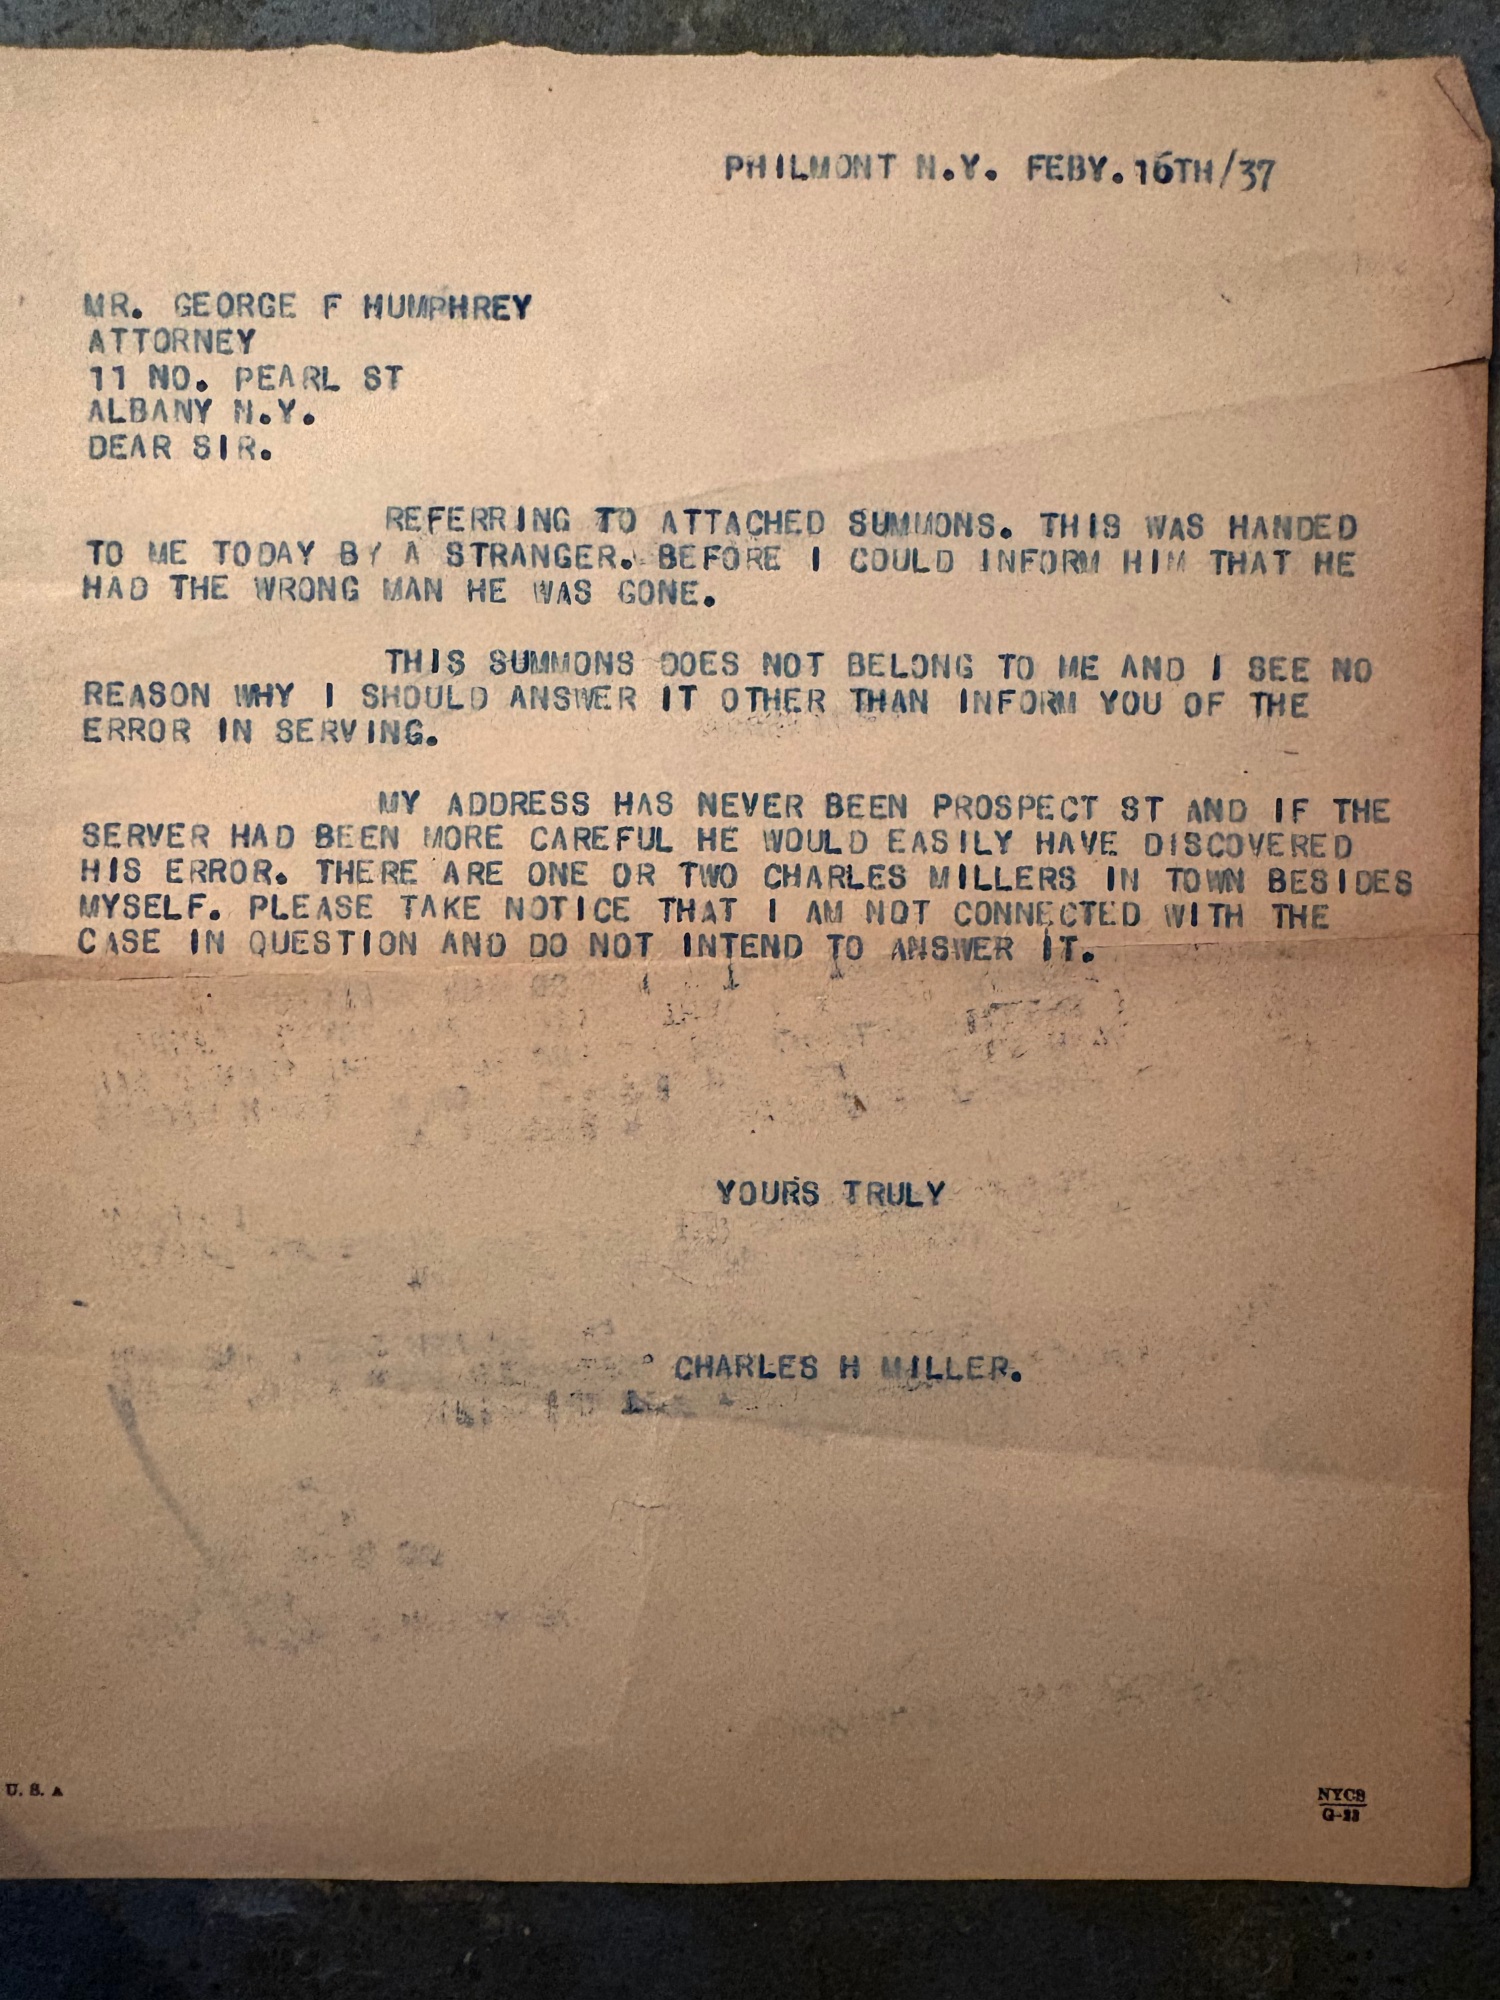 PHILMONT N.Y. FEBY. 16TH/37
MR. GEORGE F HUMPHREY
ATTORNEY
11 NO. PEARL ST
ALBANY N.Y.
DEAR SIR.
REFERRING TO ATTACHED SUMMONS. THIS WAS HANDED
TO ME TODAY BY A STRANGER. BEFORE I COULD INFORM HIM THAT HE
HAD THE WRONG MAN HE WAS GONE.
THIS SUMMONS DOES NOT BELONG TO ME AND I SEE NO
REASON WHY I SHOULD ANSWER IT OTHER THAN INFORM YOU OF THE
ERROR IN SERVING.
MY ADDRESS HAS NEVER BEEN PROSPECT ST AND IF THE
SERVER HAD BEEN MORE CAREFUL HE WOULD EASILY HAVE DISCOVERED
HIS ERROR. THERE ARE ONE OR TWO CHARLES MILLERS IN TOWN BESIDES
MYSELF. PLEASE TAKE NOTICE THAT I AM NOT CONNECTED WITH THE
CASE IN QUESTION AND DO NOT INTEND TO ANSWER IT.
YOURS TRULY
CHARLES H MILLER.
U. S. A
NYCS
G-23